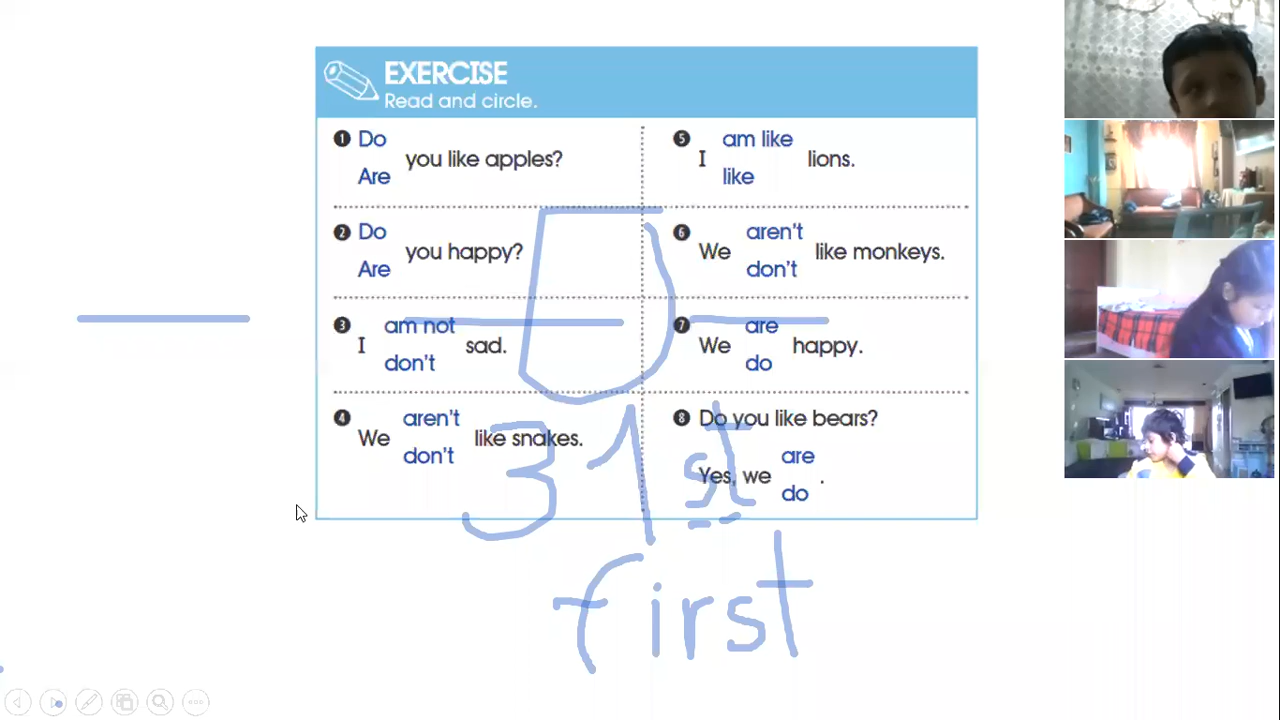 EXERCISE
Read and circle.
1 Do
Are
you like apples?
2 Do
Are
you happy?
3 I
am not
don't
sad.
4 We
aren't
don't
like snakes.
5 I
am like
like
lions.
6 We
aren't
don't
like monkeys.
7 We
are
do
happy.
8 Do you like bears?
Yes, we
are
do
.
31st
first